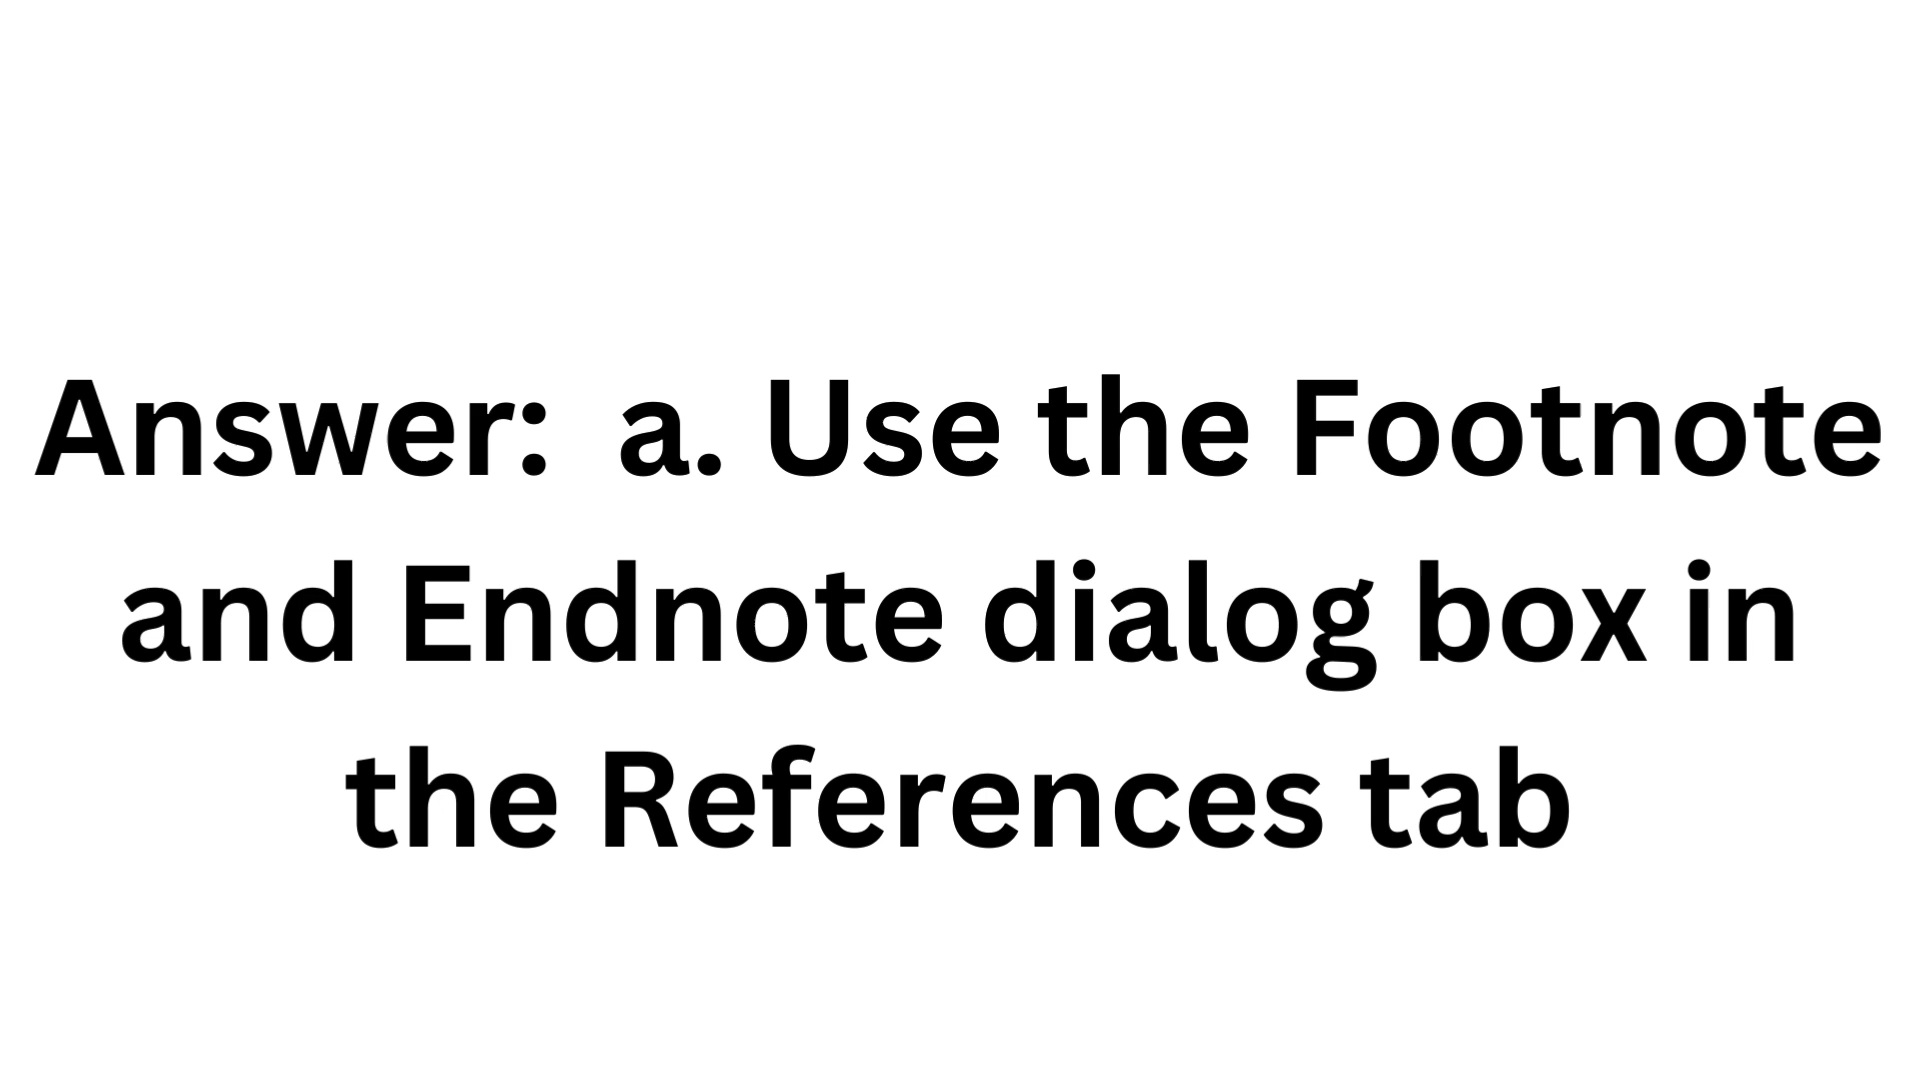 Answer:  a. Use the Footnote
and Endnote dialog box in
the References tab